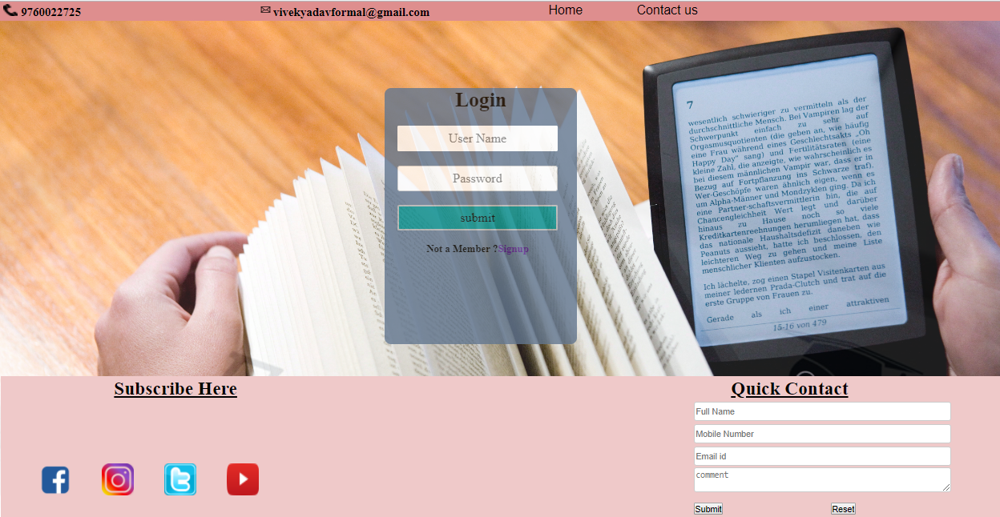 9760022725
vivekyadavformal@gmail.com
Home
Contact us
Login
User Name
Password
submit
Not a Member ?Signup
7
wesentlich schwieriger zu vermitteln als der
durchschnittliche Mensch. Bei Vampiren lag der
Schwerpunkt einfach zu sehr auf
Orgasmusquotienten (die geben an, wie häufig
eine Frau während eines Geschlechtsakts „Oh
Happy Day“ sang) und Fertilitätsraten (eine
kleine Zahl, die anzeigte, wie wahrscheinlich es
bei diesem männlichen Vampir war, dass er in
Bezug auf Fortpflanzung ins Schwarze traf).
Wer-Geschöpfe waren ähnlich eigen, wenn es
um Alpha-Männer und Mondzyklen ging. Da ich
eine Partner-schaftsvermittlerin bin, die auf
Chancengleichheit Wert legt und darüber
hinaus zu Hause noch so viele
Kreditkartenreehnungen herumliegen hat, dass
das nationale Haushaltsdefizit daneben wie
Peanuts aussieht, hatte ich beschlossen, den
leichteren Weg zu gehen und meine Liste
menschlicher Klienten aufzustocken.
Ich lächelte, zog einen Stapel Visitenkarten aus
meiner ledernen Prada-Clutch und trat auf die
erste Gruppe von Frauen zu.
Gerade als ich einer attraktiven
15-16 von 479
Subscribe Here
Quick Contact
Full Name
Mobile Number
Email id
comment
Submit
Reset